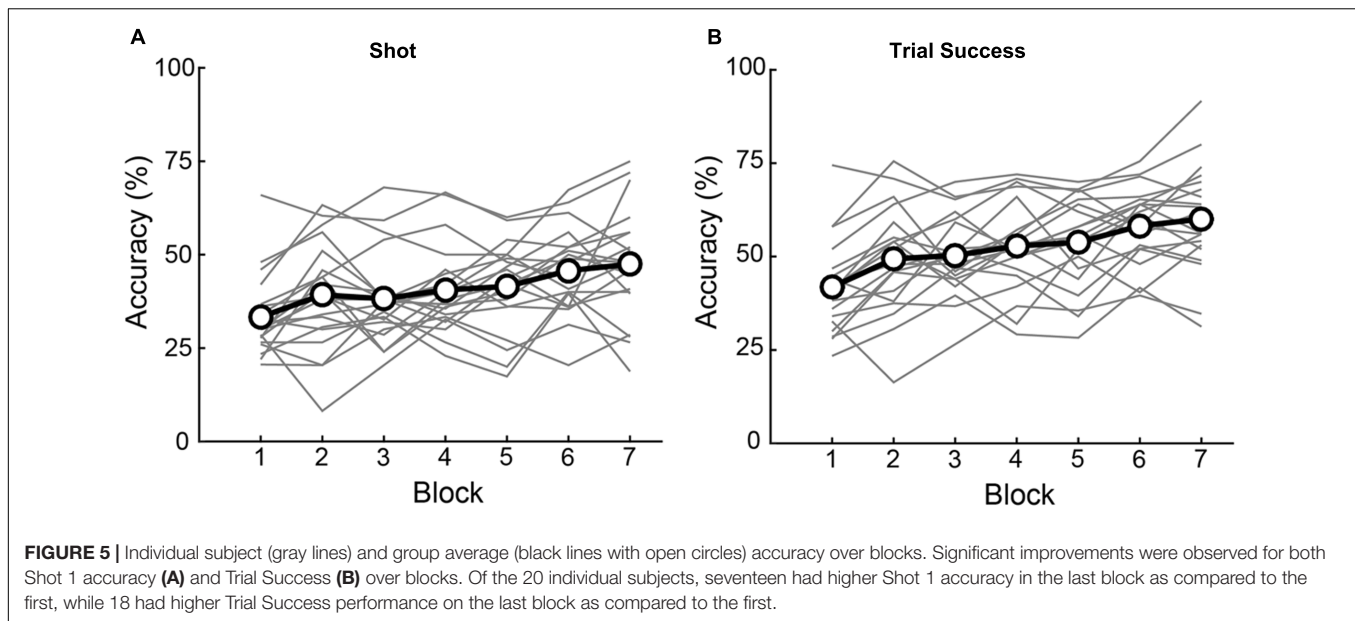 A
Shot
100
75
50
25
0
Accuracy (%)
1 2 3 4 5 6 7
Block
B
Trial Success
100
75
50
25
0
Accuracy (%)
1 2 3 4 5 6 7
Block
FIGURE 5 | Individual subject (gray lines) and group average (black lines with open circles) accuracy over blocks. Significant improvements were observed for both
Shot 1 accuracy (A) and Trial Success (B) over blocks. Of the 20 individual subjects, seventeen had higher Shot 1 accuracy in the last block as compared to the
first, while 18 had higher Trial Success performance on the last block as compared to the first.